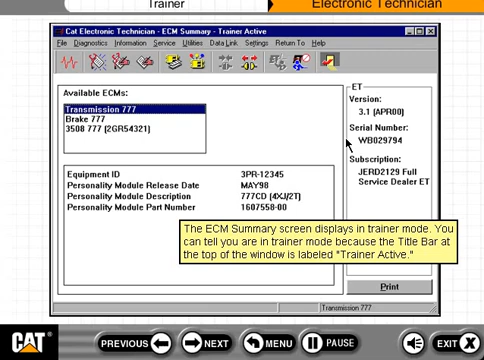 Trainer
Electronic Technician
Cat Electronic Technician - ECM Summary - Trainer Active
File Diagnostics Information Service Utilities Data Link Settings Return To Help
Available ECMs:
Transmission 777
Brake 777
3508 777 (2GR54321)
ET
Version:
3.1 (APR00)
Serial Number:
WB029794
Subscription:
JERD2129 Full
Service Dealer ET
Equipment ID 3PR-12345
Personality Module Release Date MAY98
Personality Module Description 777CD (4XJ/2T)
Personality Module Part Number 1607558-00
The ECM Summary screen displays in trainer mode. You
can tell you are in trainer mode because the Title Bar at
the top of the window is labeled "Trainer Active."
Print
Transmission 777
CAT PREVIOUS NEXT MENU PAUSE EXIT X